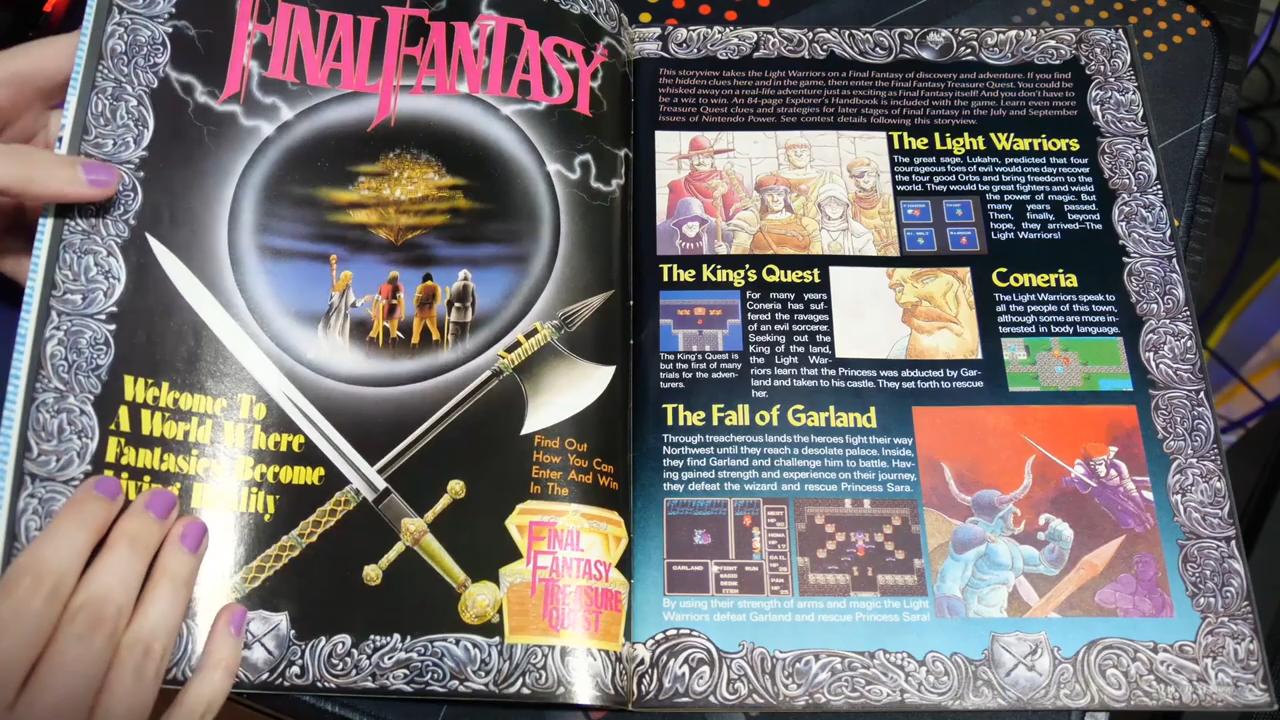 FINAL FANTASY
Welcome To
A World Where
Fantasies Become
Living Reality
Find Out
How You Can
Enter And Win
In The
FINAL
FANTASY
TREASURE
QUEST
This storyview takes the Light Warriors on a Final Fantasy of discovery and adventure. If you find
the hidden clues here and in the game, then enter the Final Fantasy Treasure Quest. You could be
whisked away on a real-life adventure just as exciting as Final Fantasy itself! And you don't have to
be a wiz to win. An 84-page Explorer's Handbook is included with the game. Learn even more
Treasure Quest clues and strategies for later stages of Final Fantasy in the July and September
issues of Nintendo Power. See contest details following this storyview.
The Light Warriors
The great sage, Lukahn, predicted that four
courageous foes of evil would one day recover
the four good Orbs and bring freedom to the
world. They would be great fighters and wield
the power of magic. But
many years passed.
Then, finally, beyond
hope, they arrived—The
Light Warriors!
FIGHTER
THIEF
Bl.BELT
The King's Quest
For many years
Coneria has suf-
fered the ravages
of an evil sorcerer.
Seeking out the
King of the land,
the Light War-
riors learn that the Princess was abducted by Gar-
land and taken to his castle. They set forth to rescue
her.
The King's Quest is
but the first of many
trials for the adven-
turers.
Coneria
The Light Warriors speak to
all the people of this town,
although some are more in-
terested in body language.
The Fall of Garland
Through treacherous lands the heroes fight their way
Northwest until they reach a desolate palace. Inside,
they find Garland and challenge him to battle. Hav-
ing gained strength and experience on their journey,
they defeat the wizard and rescue Princess Sara.
GARLAND
FIGHT RUN
MAGIC
DRINK
ITEM
HP
HP
HP
HP
By using their strength of arms and magic the Light
Warriors defeat Garland and rescue Princess Sara!